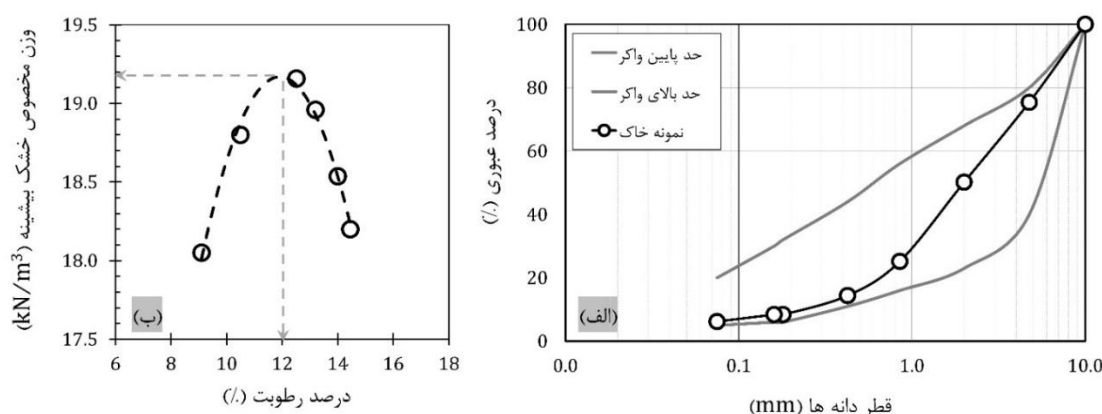 وزن مخصوص خشک بیشینه (kN/m³)
19.5
19.0
18.5
18.0
17.5
(ب)
6
8
10
12
14
16
18
درصد رطوبت (٪)
درصد عبوری (٪)
100
80
60
40
20
0
حد پایین واکر
حد بالای واکر
نمونه خاک
(الف)
0.0
0.1
1.0
10.0
قطر دانه ها (mm)